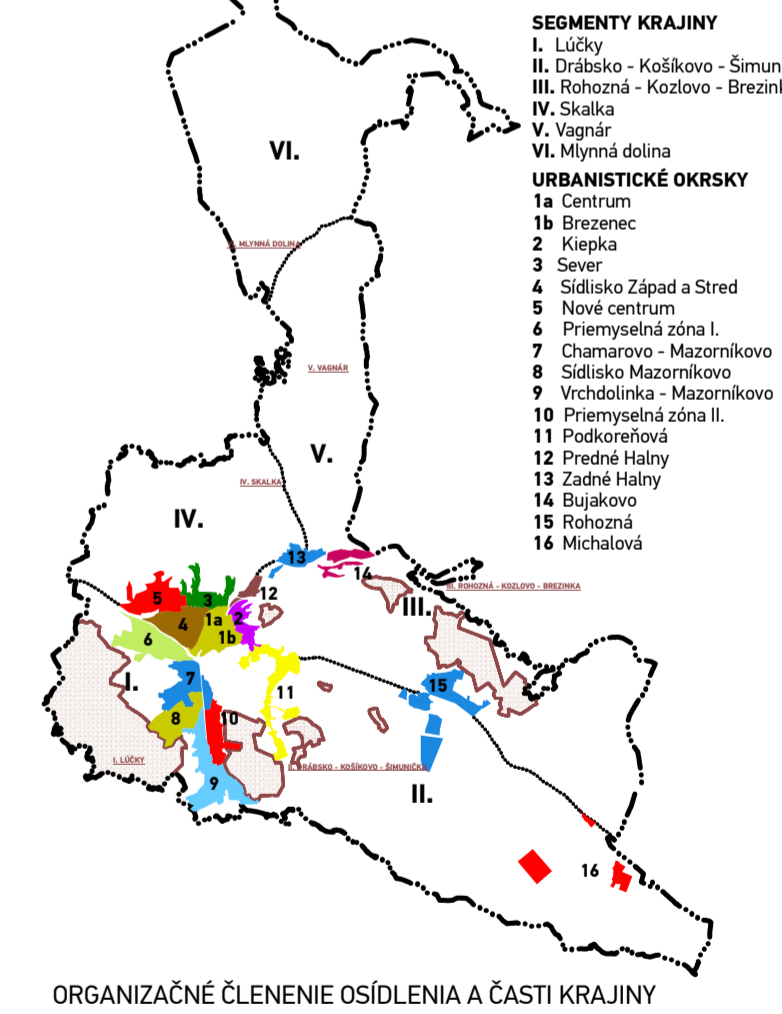 SEGMENTY KRAJINY
I. Lúčky
II. Drábsko - Košíkovo - Šimun
III. Rohozná - Kozlovo - Brezink
IV. Skalka
V. Vagnár
VI. Mlynná dolina
URBANISTICKÉ OKRSKY
1a Centrum
1b Brezenec
2 Kiepka
3 Sever
4 Sídlisko Západ a Stred
5 Nové centrum
6 Priemyselná zóna I.
7 Chamarovo - Mazorníkovo
8 Sídlisko Mazorníkovo
9 Vrchdolinka - Mazorníkovo
10 Priemyselná zóna II.
11 Podkoreňová
12 Predné Halny
13 Zadné Halny
14 Bujakovo
15 Rohozná
16 Michalová
VI.
VI. MLYNNÁ DOLINA
V. VAGNÁR
V.
IV. SKALKA
IV.
13
14
III. ROHOZNÁ - KOZLOVO - BREZINKA
12
III.
5
3
1a
2
4
1b
6
I.
7
15
11
8
10
I. LÚČKY
II. DRÁBSKO - KOŠÍKOVO - ŠIMUNIČKA
9
II.
16
ORGANIZAČNÉ ČLENENIE OSÍDLENIA A ČASTI KRAJINY